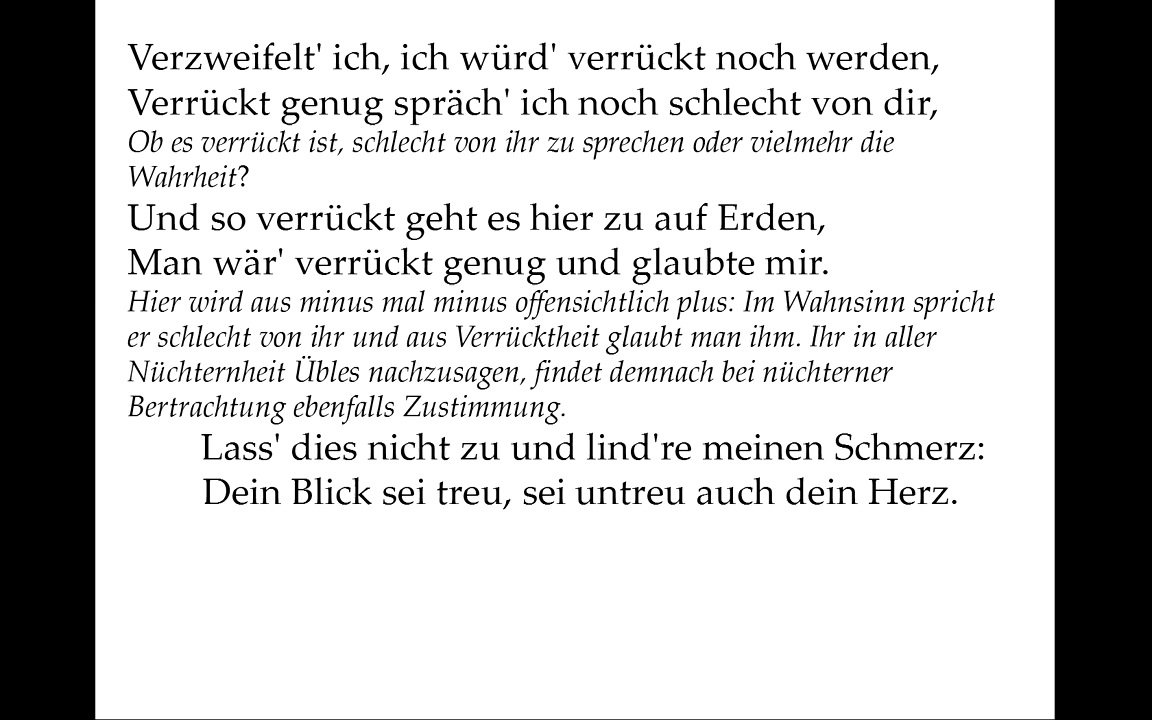 Verzweifelt' ich, ich würd' verrückt noch werden,
Verrückt genug spräch' ich noch schlecht von dir,
Ob es verrückt ist, schlecht von ihr zu sprechen oder vielmehr die
Wahrheit?
Und so verrückt geht es hier zu auf Erden,
Man wär' verrückt genug und glaubte mir.
Hier wird aus minus mal minus offensichtlich plus: Im Wahnsinn spricht
er schlecht von ihr und aus Verrücktheit glaubt man ihm. Ihr in aller
Nüchternheit Übles nachzusagen, findet demnach bei nüchterner
Bertrachtung ebenfalls Zustimmung.
Lass' dies nicht zu und lind're meinen Schmerz:
Dein Blick sei treu, sei untreu auch dein Herz.